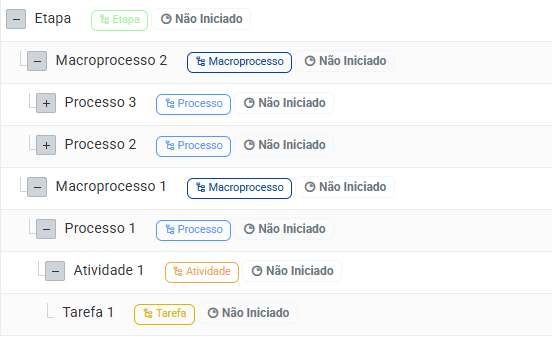 Etapa Etapa Não Iniciado
Macroprocesso 2 Macroprocesso Não Iniciado
Processo 3 Processo Não Iniciado
Processo 2 Processo Não Iniciado
Macroprocesso 1 Macroprocesso Não Iniciado
Processo 1 Processo Não Iniciado
Atividade 1 Atividade Não Iniciado
Tarefa 1 Tarefa Não Iniciado